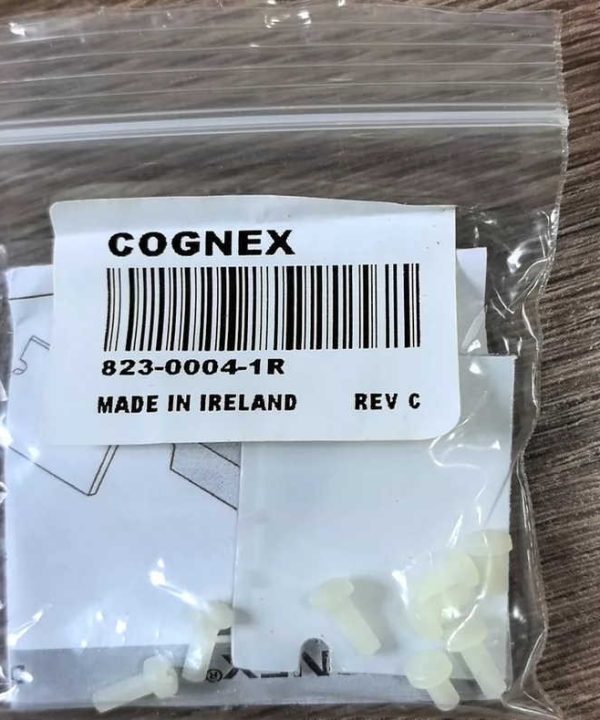 COGNEX
823-0004-1R
MADE IN IRELAND REV C